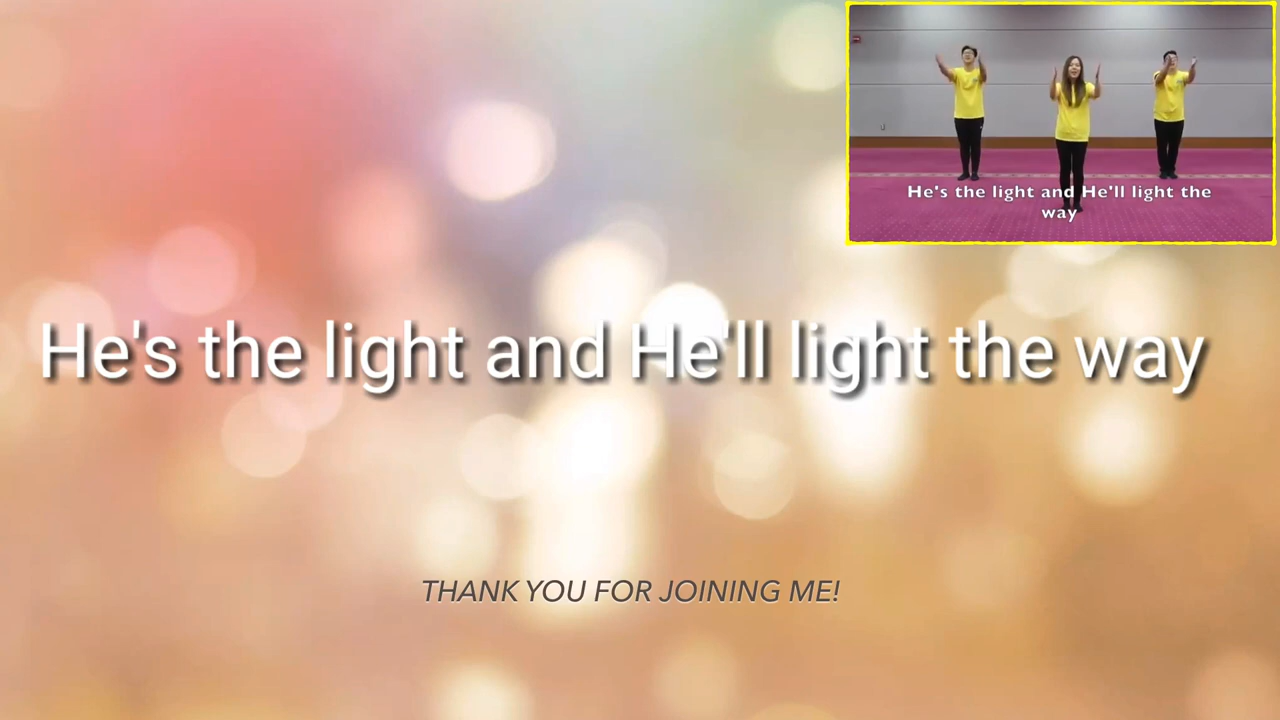 He's the light and He'll light the
way
He's the light and He'll light the way
THANK YOU FOR JOINING ME!